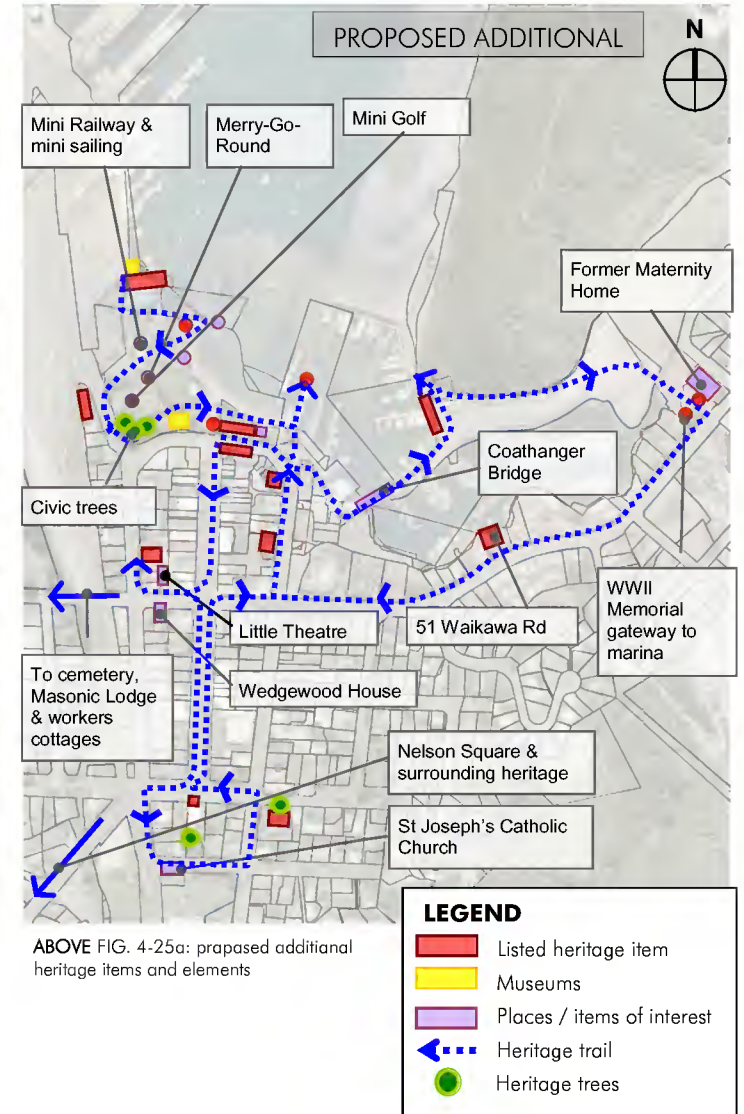 PROPOSED ADDITIONAL
N
Mini Railway &
mini sailing
Merry-Go-
Round
Mini Golf
Former Maternity
Home
Coathanger
Bridge
Civic trees
WWII
Memorial
gateway to
marina
Little Theatre
51 Waikawa Rd
To cemetery,
Masonic Lodge
& workers
cottages
Wedgewood House
Nelson Square &
surrounding heritage
St Joseph's Catholic
Church
ABOVE FIG. 4-25a: prapased additianal
heritage items and elements
LEGEND
Listed heritage item
Museums
Places / items of interest
Heritage trail
Heritage trees